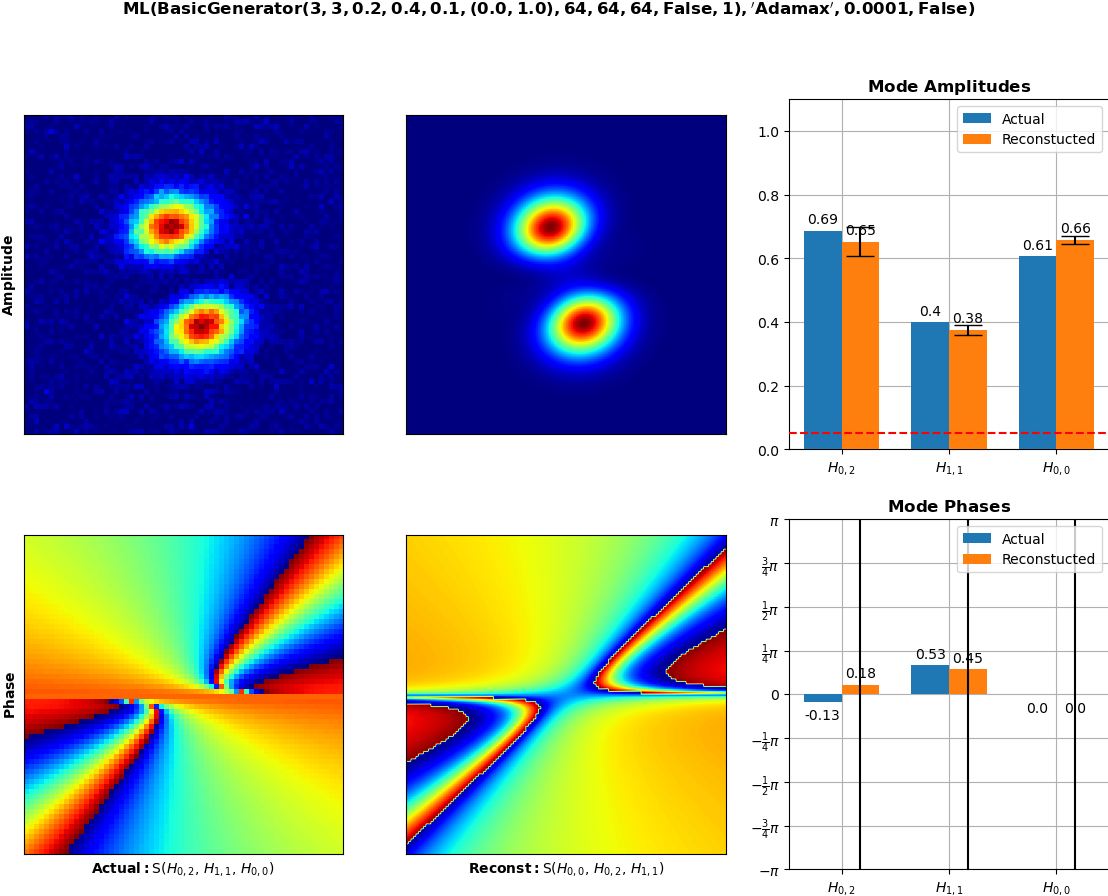 ML(BasicGenerator(3, 3, 0.2, 0.4, 0.1, (0.0, 1.0), 64, 64, 64, False, 1), ′Adamax′, 0.0001, False)
Amplitude
Mode Amplitudes
Actual
Reconstucted
1.0
0.8
0.6
0.4
0.2
0.0
0.69
0.65
0.4
0.38
0.61
0.66
H0, 2
H1, 1
H0, 0
Phase
Actual: S(H0, 2, H1, 1, H0, 0)
Reconst: S(H0, 0, H0, 2, H1, 1)
Mode Phases
Actual
Reconstucted
π
3/4π
1/2π
1/4π
0
−1/4π
−1/2π
−3/4π
−π
-0.13
0.18
0.53
0.45
0.0
0.0
H0, 2
H1, 1
H0, 0